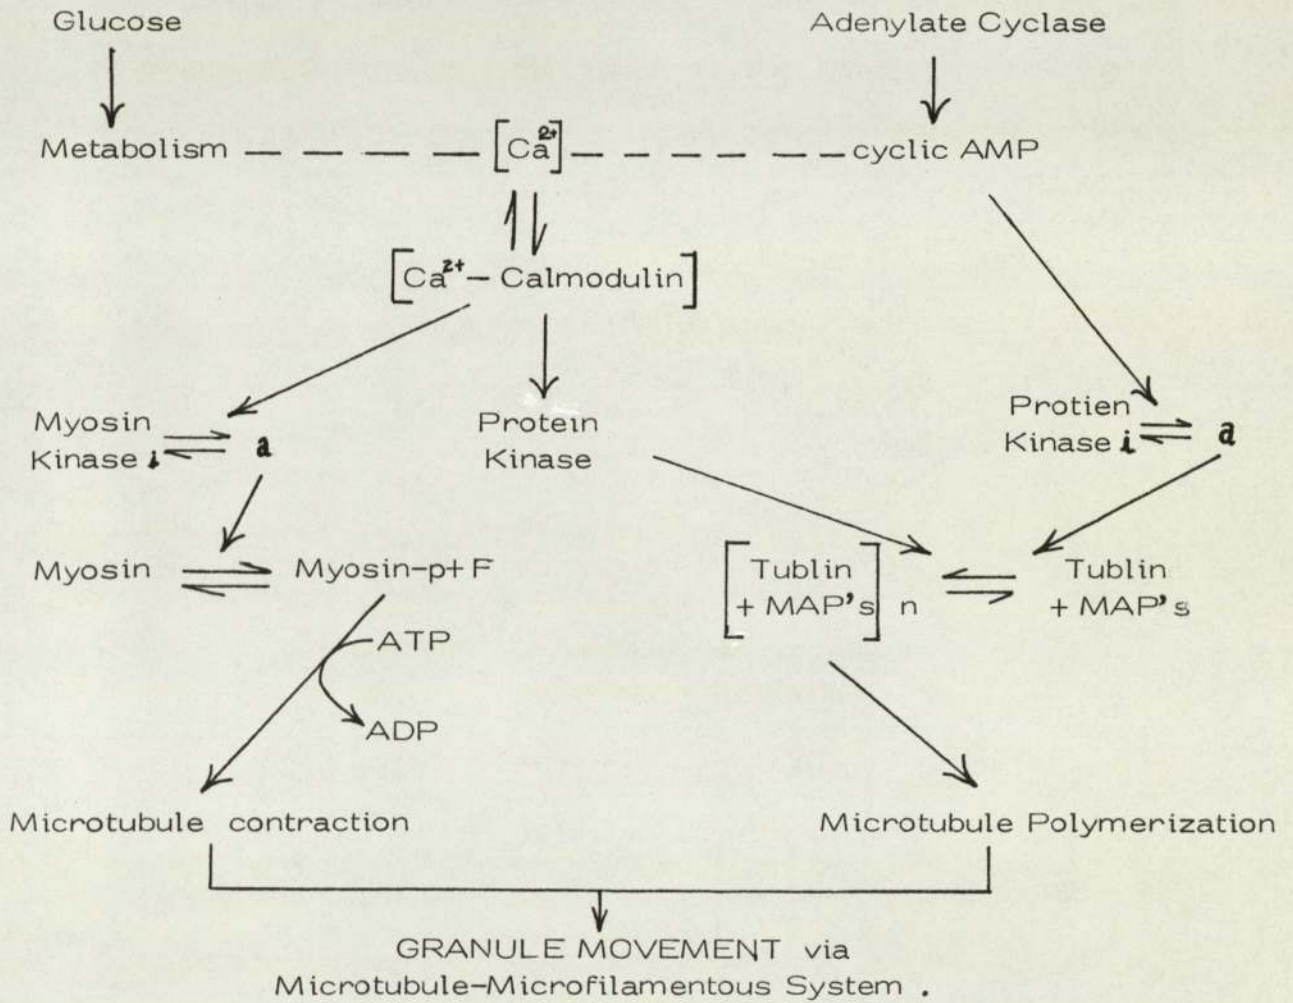 Glucose
Adenylate Cyclase
Metabolism
[Ca2+]
cyclic AMP
[Ca2+ – Calmodulin]
Myosin
Kinase i
a
Protein
Kinase
Protien
Kinase i
a
Myosin
Myosin-p+F
[Tublin
+ MAP's] n
Tublin
+ MAP's
ATP
ADP
Microtubule contraction
Microtubule Polymerization
GRANULE MOVEMENT via
Microtubule-Microfilamentous System .